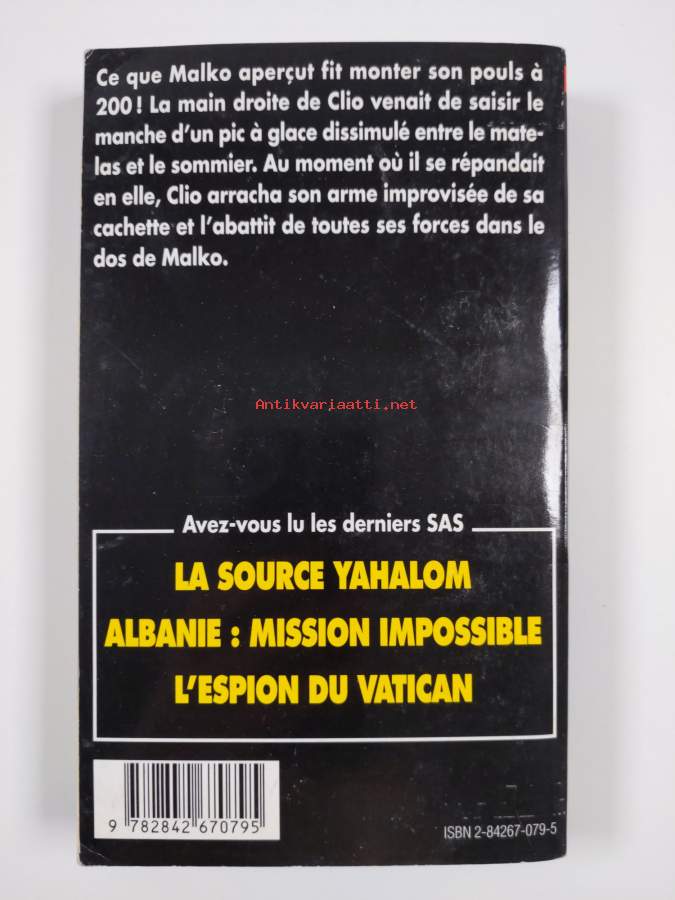 Ce que Malko aperçut fit monter son pouls à
200! La main droite de Clio venait de saisir le
manche d'un pic à glace dissimulé entre le mate-
las et le sommier. Au moment où il se répandait
en elle, Clio arracha son arme improvisée de sa
cachette et l'abattit de toutes ses forces dans le
dos de Malko.
Antikvariaatti.net
Avez-vous lu les derniers SAS
LA SOURCE YAHALOM
ALBANIE : MISSION IMPOSSIBLE
L'ESPION DU VATICAN
9 782842 670795
ISBN 2-84267-079-5